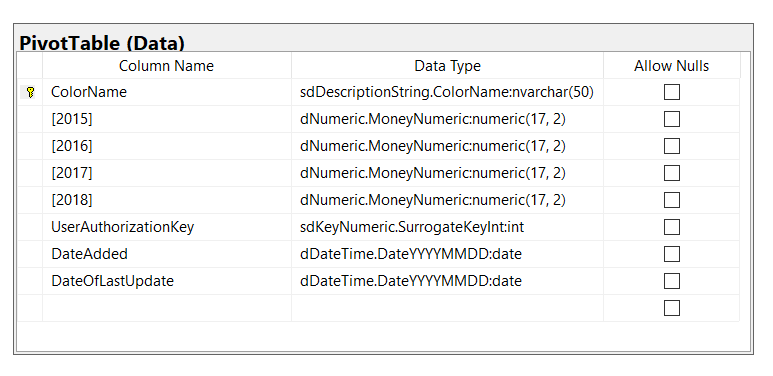 PivotTable (Data)
Column Name Data Type Allow Nulls
ColorName sdDescriptionString.ColorName:nvarchar(50)
[2015] dNumeric.MoneyNumeric:numeric(17, 2)
[2016] dNumeric.MoneyNumeric:numeric(17, 2)
[2017] dNumeric.MoneyNumeric:numeric(17, 2)
[2018] dNumeric.MoneyNumeric:numeric(17, 2)
UserAuthorizationKey sdKeyNumeric.SurrogateKeyInt:int
DateAdded dDateTime.DateYYYYMMDD:date
DateOfLastUpdate dDateTime.DateYYYYMMDD:date